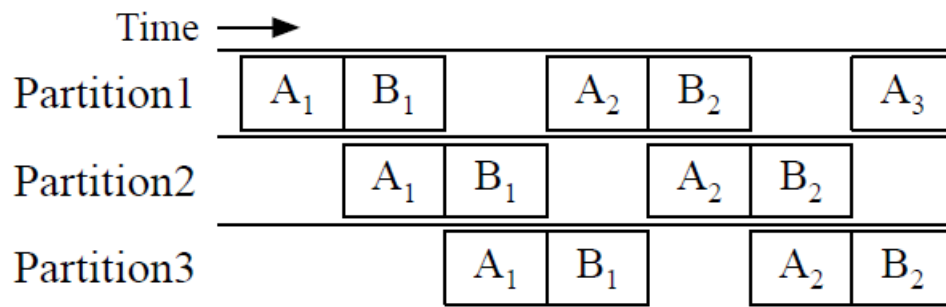 Time
Partition1 A₁ B₁ A₂ B₂ A₃
Partition2 A₁ B₁ A₂ B₂
Partition3 A₁ B₁ A₂ B₂